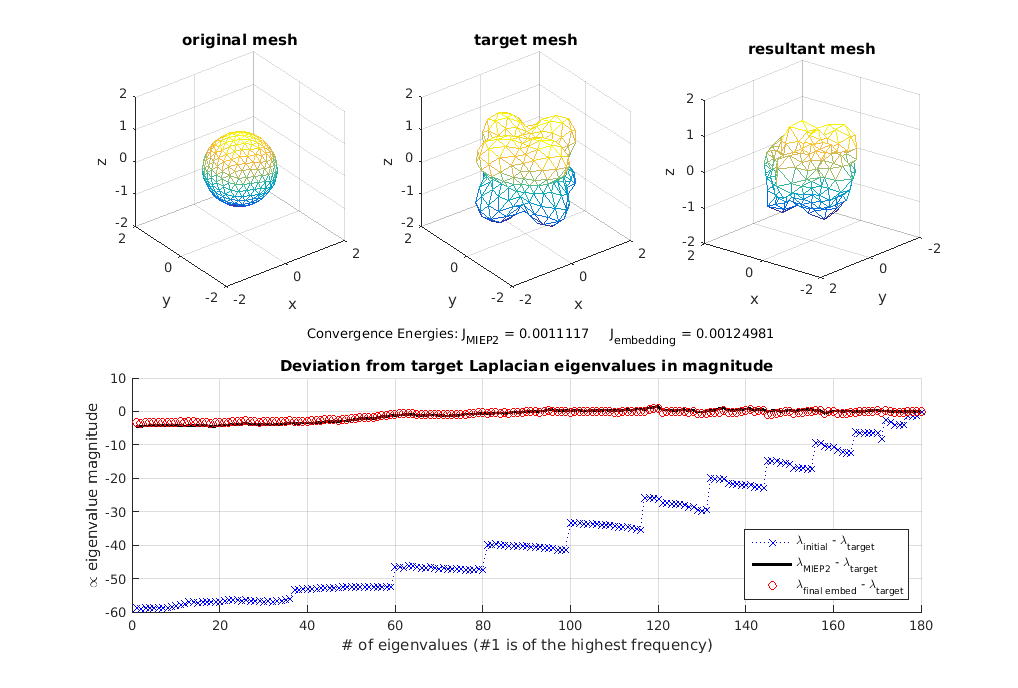 original mesh
target mesh
resultant mesh
2
1
0
-1
-2
z
2
0
-2
y
-2
0
2
x
2
1
0
-1
-2
z
2
0
-2
y
-2
0
2
x
2
1
0
-1
-2
z
2
0
-2
x
2
0
-2
y
Convergence Energies: J_MIEP2 = 0.0011117 J_embedding = 0.00124981
Deviation from target Laplacian eigenvalues in magnitude
10
0
-10
-20
-30
-40
-50
-60
∝ eigenvalue magnitude
λ_initial - λ_target
λ_MIEP2 - λ_target
λ_final embed - λ_target
0 20 40 60 80 100 120 140 160 180
# of eigenvalues (#1 is of the highest frequency)